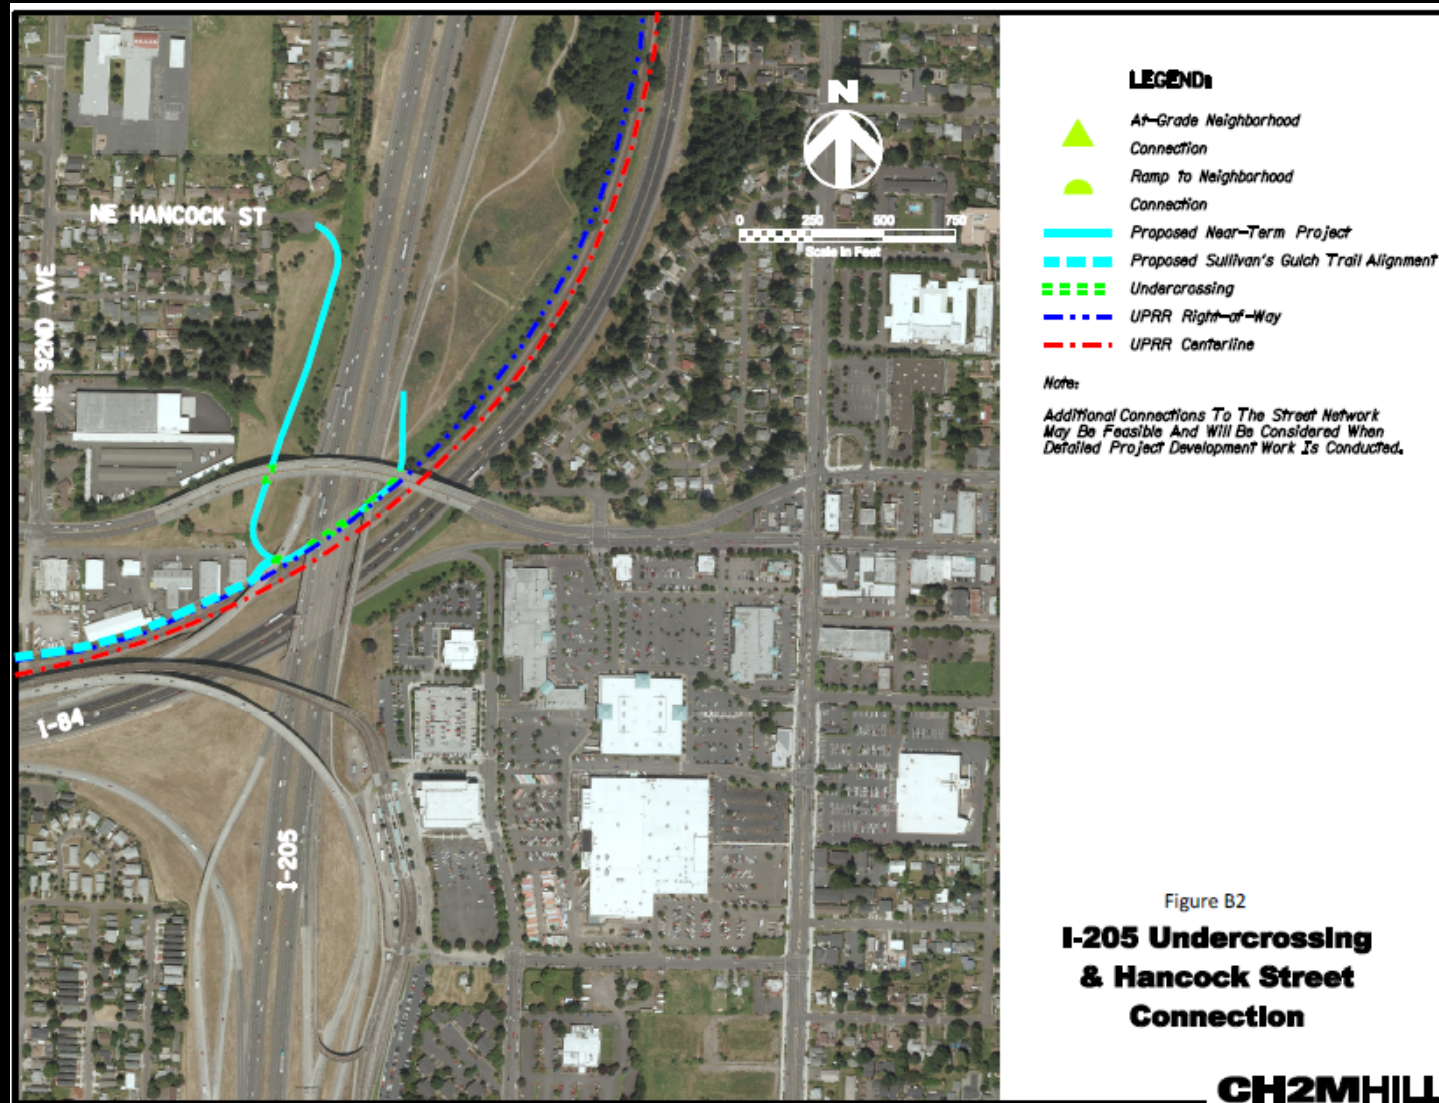 NE HANCOCK ST
NE 92ND AVE
N
0 250 500 750
Scale In Feet
I-84
I-205
LEGEND:
At-Grade Neighborhood
Connection
Ramp To Neighborhood
Connection
Proposed Near-Term Project
Proposed Sullivan's Gulch Trail Alignment
Undercrossing
UPRR Right-of-Way
UPRR Centerline
Note:
Additional Connections To The Street Network
May Be Feasible And Will Be Considered When
Detailed Project Development Work Is Conducted.
Figure B2
I-205 Undercrossing
& Hancock Street
Connection
CH2MHILL